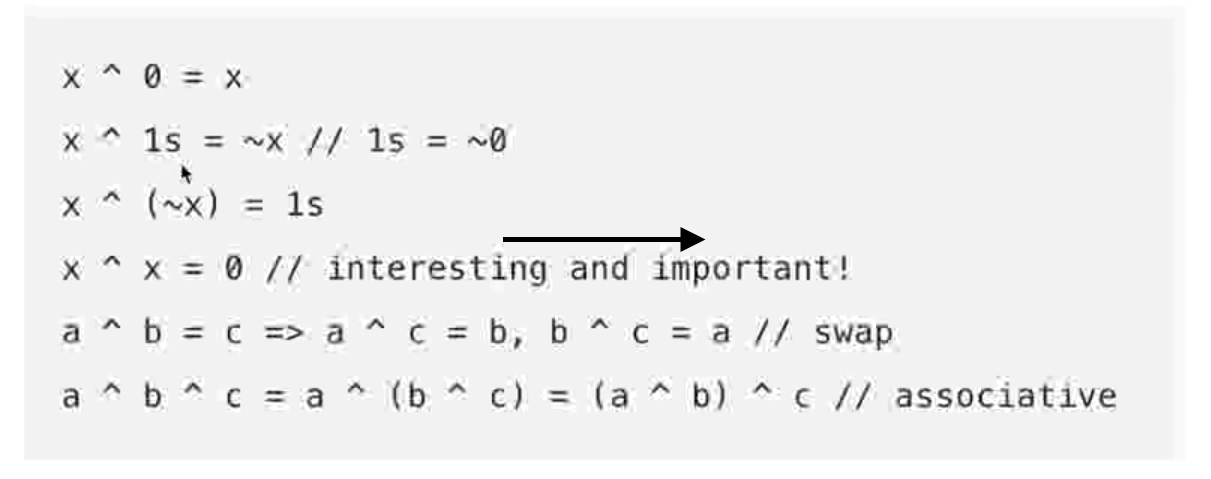 x ^ 0 = x
x ^ 1s = ~x // 1s = ~0
x ^ (~x) = 1s
x ^ x = 0 // interesting and important!
a ^ b = c => a ^ c = b, b ^ c = a // swap
a ^ b ^ c = a ^ (b ^ c) = (a ^ b) ^ c // associative